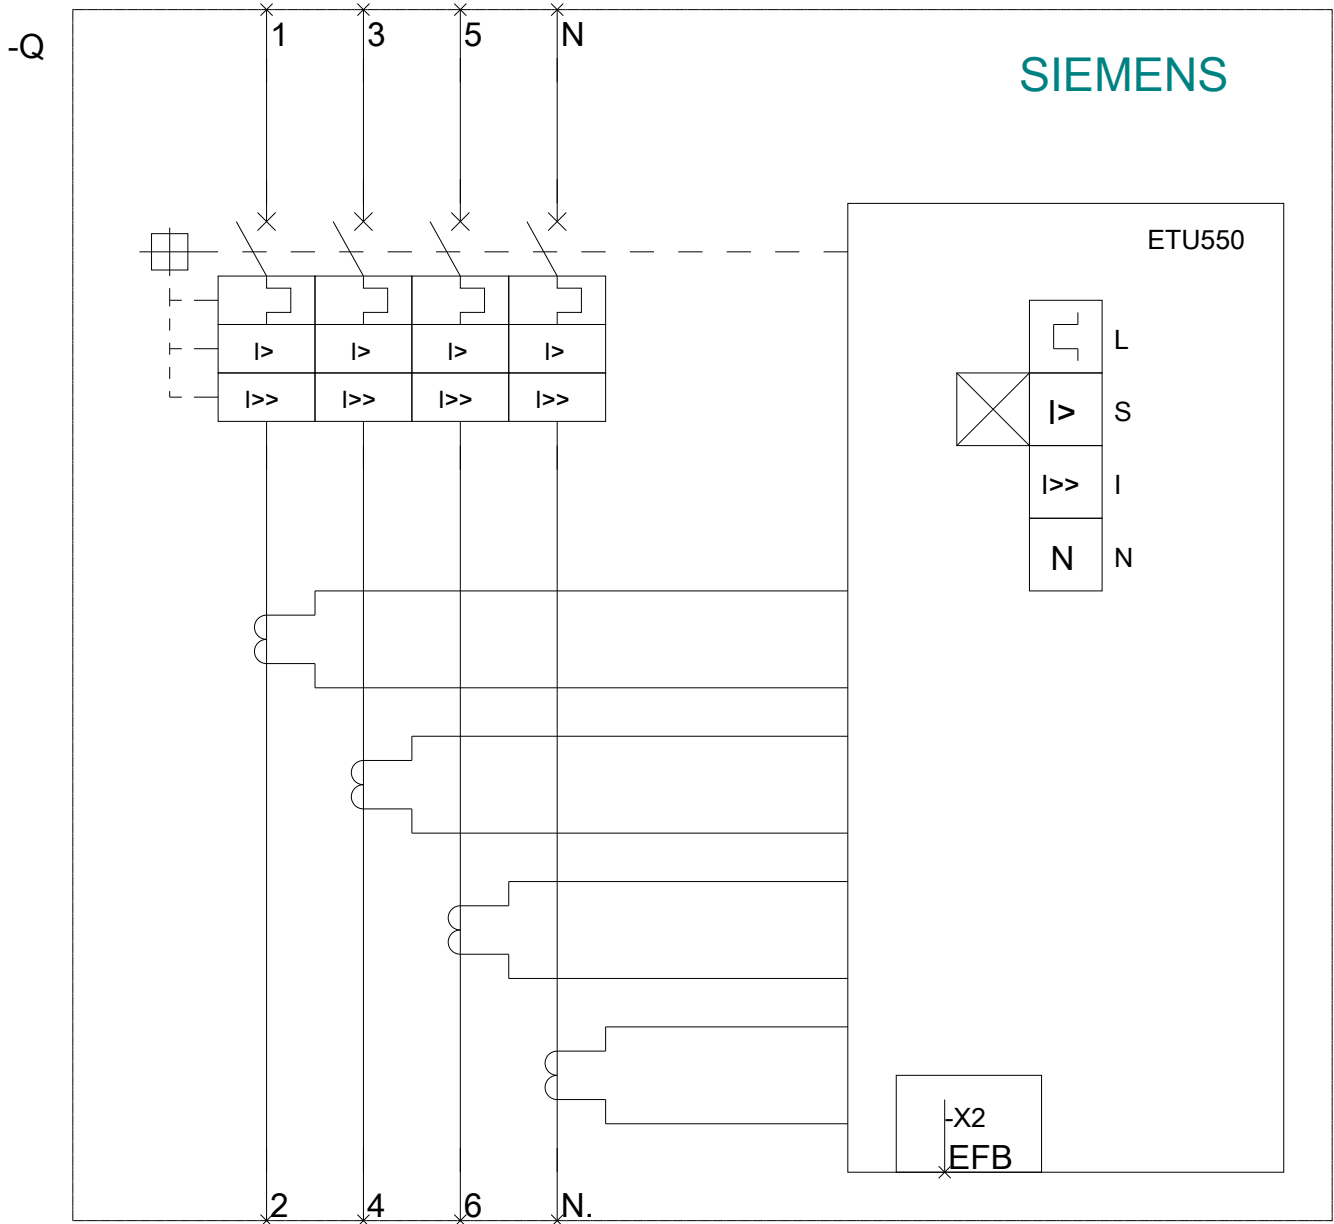 1 3 5 N
-Q
SIEMENS
ETU550
L
I> I> I> I>
I>> I>> I>> I>>
I> S
I>> I
N N
-X2
EFB
2 4 6 N.